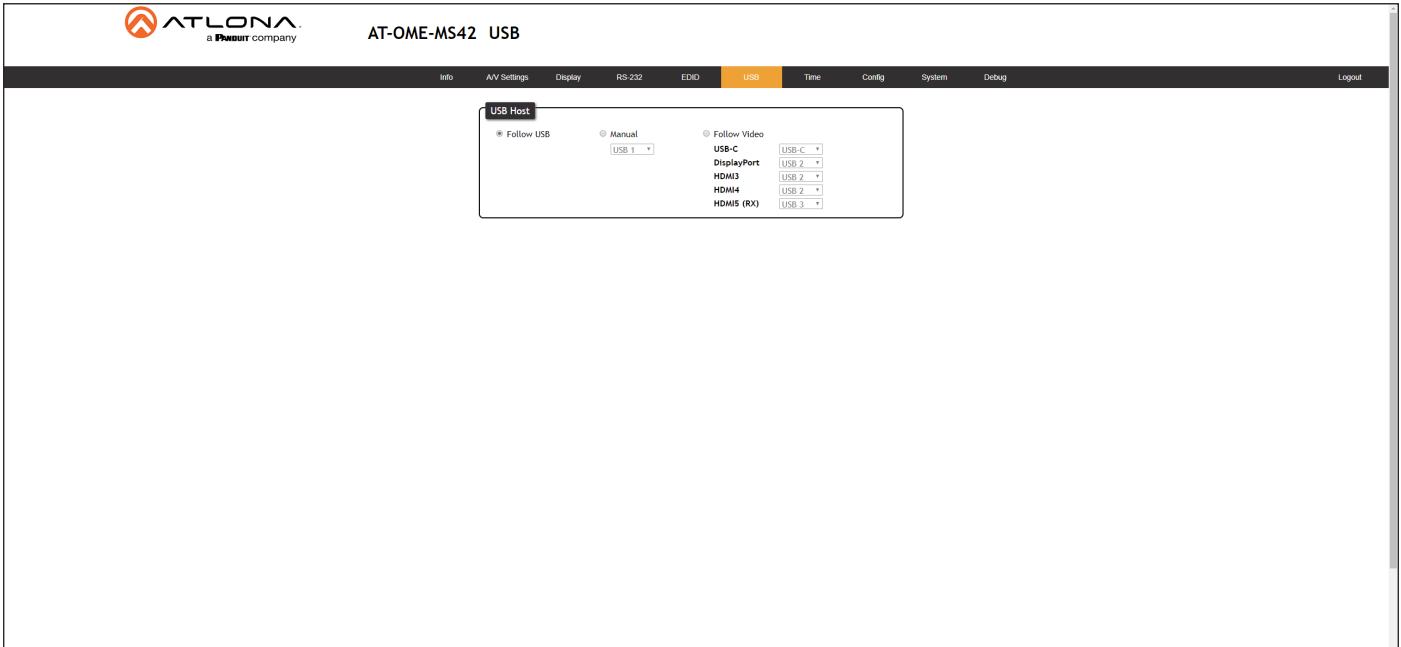 ATLONA.
a PANDUIT company
AT-OME-MS42 USB
Info A/V Settings Display RS-232 EDID USB Time Config System Debug Logout
USB Host
Follow USB Manual Follow Video
USB 1 USB-C USB-C
DisplayPort USB 2
HDMI3 USB 2
HDMI4 USB 2
HDMI5 (RX) USB 3